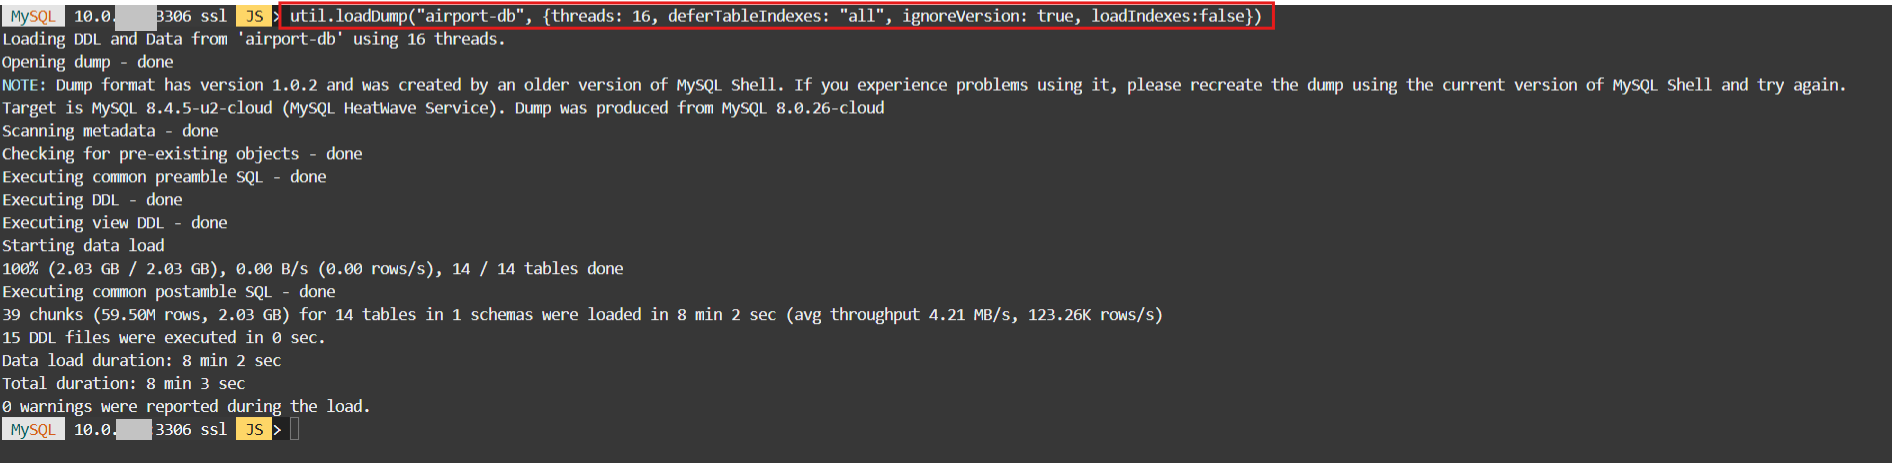 MySQL 10.0. 3306 ssl JS > util.loadDump("airport-db", {threads: 16, deferTableIndexes: "all", ignoreVersion: true, loadIndexes:false})
Loading DDL and Data from 'airport-db' using 16 threads.
Opening dump - done
NOTE: Dump format has version 1.0.2 and was created by an older version of MySQL Shell. If you experience problems using it, please recreate the dump using the current version of MySQL Shell and try again.
Target is MySQL 8.4.5-u2-cloud (MySQL HeatWave Service). Dump was produced from MySQL 8.0.26-cloud
Scanning metadata - done
Checking for pre-existing objects - done
Executing common preamble SQL - done
Executing DDL - done
Executing view DDL - done
Starting data load
100% (2.03 GB / 2.03 GB), 0.00 B/s (0.00 rows/s), 14 / 14 tables done
Executing common postamble SQL - done
39 chunks (59.50M rows, 2.03 GB) for 14 tables in 1 schemas were loaded in 8 min 2 sec (avg throughput 4.21 MB/s, 123.26K rows/s)
15 DDL files were executed in 0 sec.
Data load duration: 8 min 2 sec
Total duration: 8 min 3 sec
0 warnings were reported during the load.
MySQL 10.0. 3306 ssl JS >